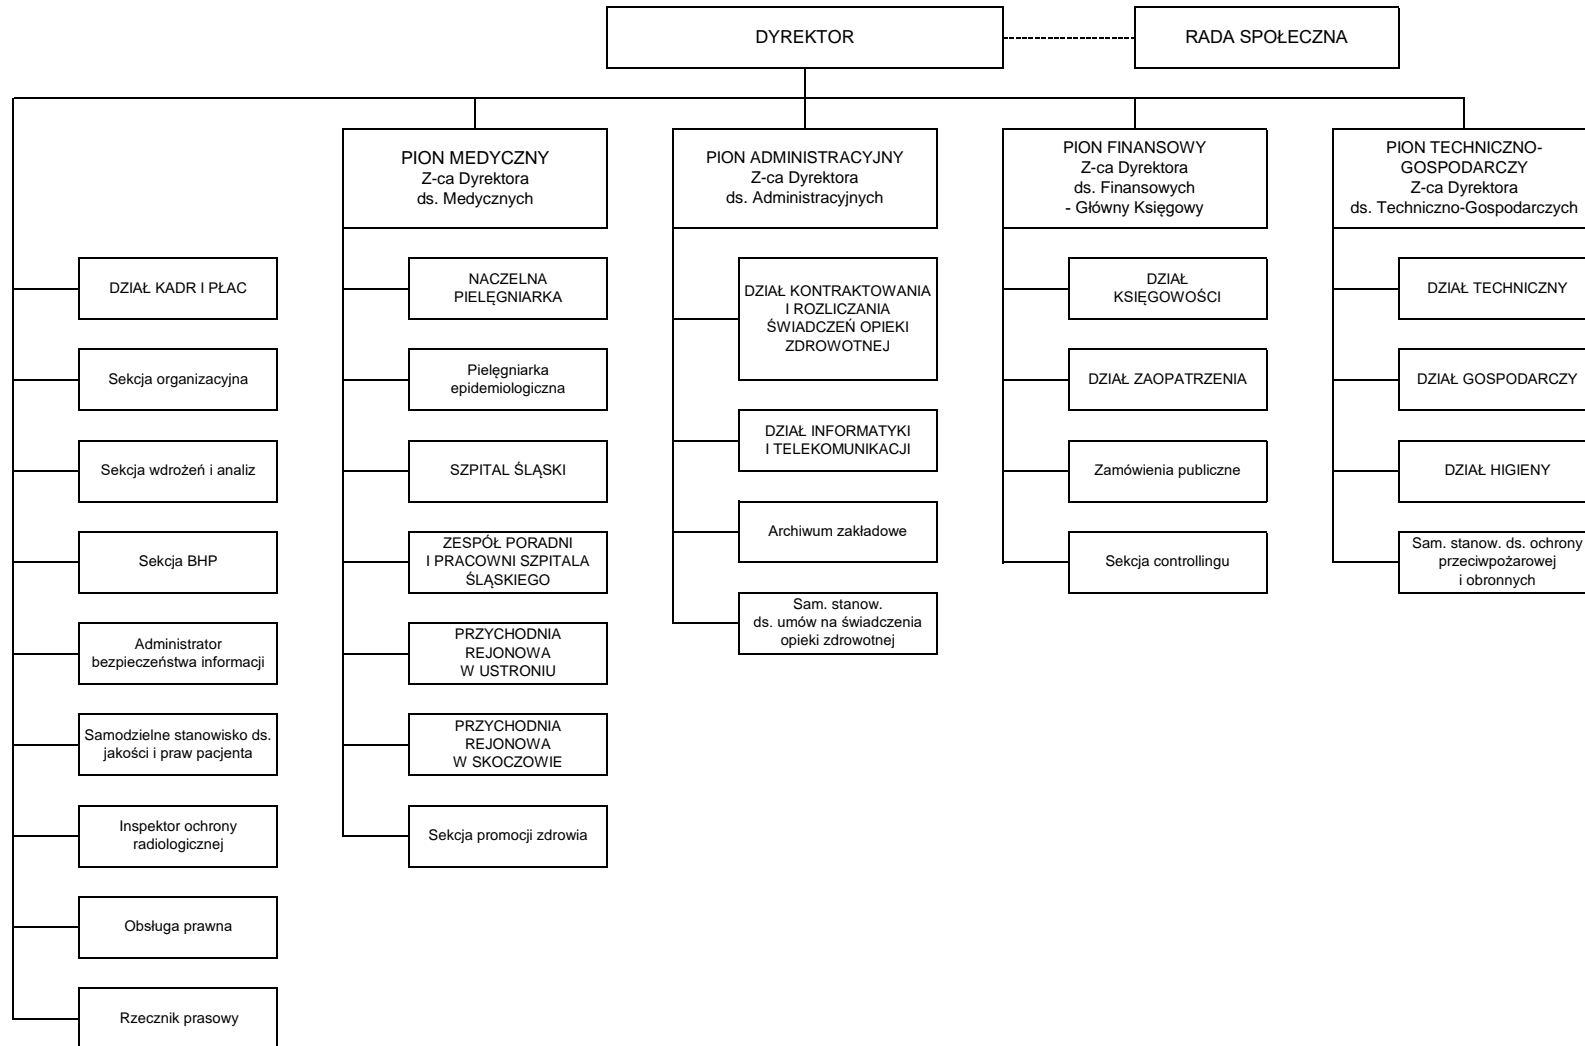 DYREKTOR
RADA SPOŁECZNA
DZIAŁ KADR I PŁAC
Sekcja organizacyjna
Sekcja wdrożeń i analiz
Sekcja BHP
Administrator
bezpieczeństwa informacji
Samodzielne stanowisko ds.
jakości i praw pacjenta
Inspektor ochrony
radiologicznej
Obsługa prawna
Rzecznik prasowy
PION MEDYCZNY
Z-ca Dyrektora
ds. Medycznych
NACZELNA
PIELĘGNIARKA
Pielęgniarka
epidemiologiczna
SZPITAL ŚLĄSKI
ZESPÓŁ PORADNI
I PRACOWNI SZPITALA
ŚLĄSKIEGO
PRZYCHODNIA
REJONOWA
W USTRONIU
PRZYCHODNIA
REJONOWA
W SKOCZOWIE
Sekcja promocji zdrowia
PION ADMINISTRACYJNY
Z-ca Dyrektora
ds. Administracyjnych
DZIAŁ KONTRAKTOWANIA
I ROZLICZANIA
ŚWIADCZEŃ OPIEKI
ZDROWOTNEJ
DZIAŁ INFORMATYKI
I TELEKOMUNIKACJI
Archiwum zakładowe
Sam. stanow.
ds. umów na świadczenia
opieki zdrowotnej
PION FINANSOWY
Z-ca Dyrektora
ds. Finansowych
- Główny Księgowy
DZIAŁ
KSIĘGOWOŚCI
DZIAŁ ZAOPATRZENIA
Zamówienia publiczne
Sekcja controllingu
PION TECHNICZNO-
GOSPODARCZY
Z-ca Dyrektora
ds. Techniczno-Gospodarczych
DZIAŁ TECHNICZNY
DZIAŁ GOSPODARCZY
DZIAŁ HIGIENY
Sam. stanow. ds. ochrony
przeciwpożarowej
i obronnych